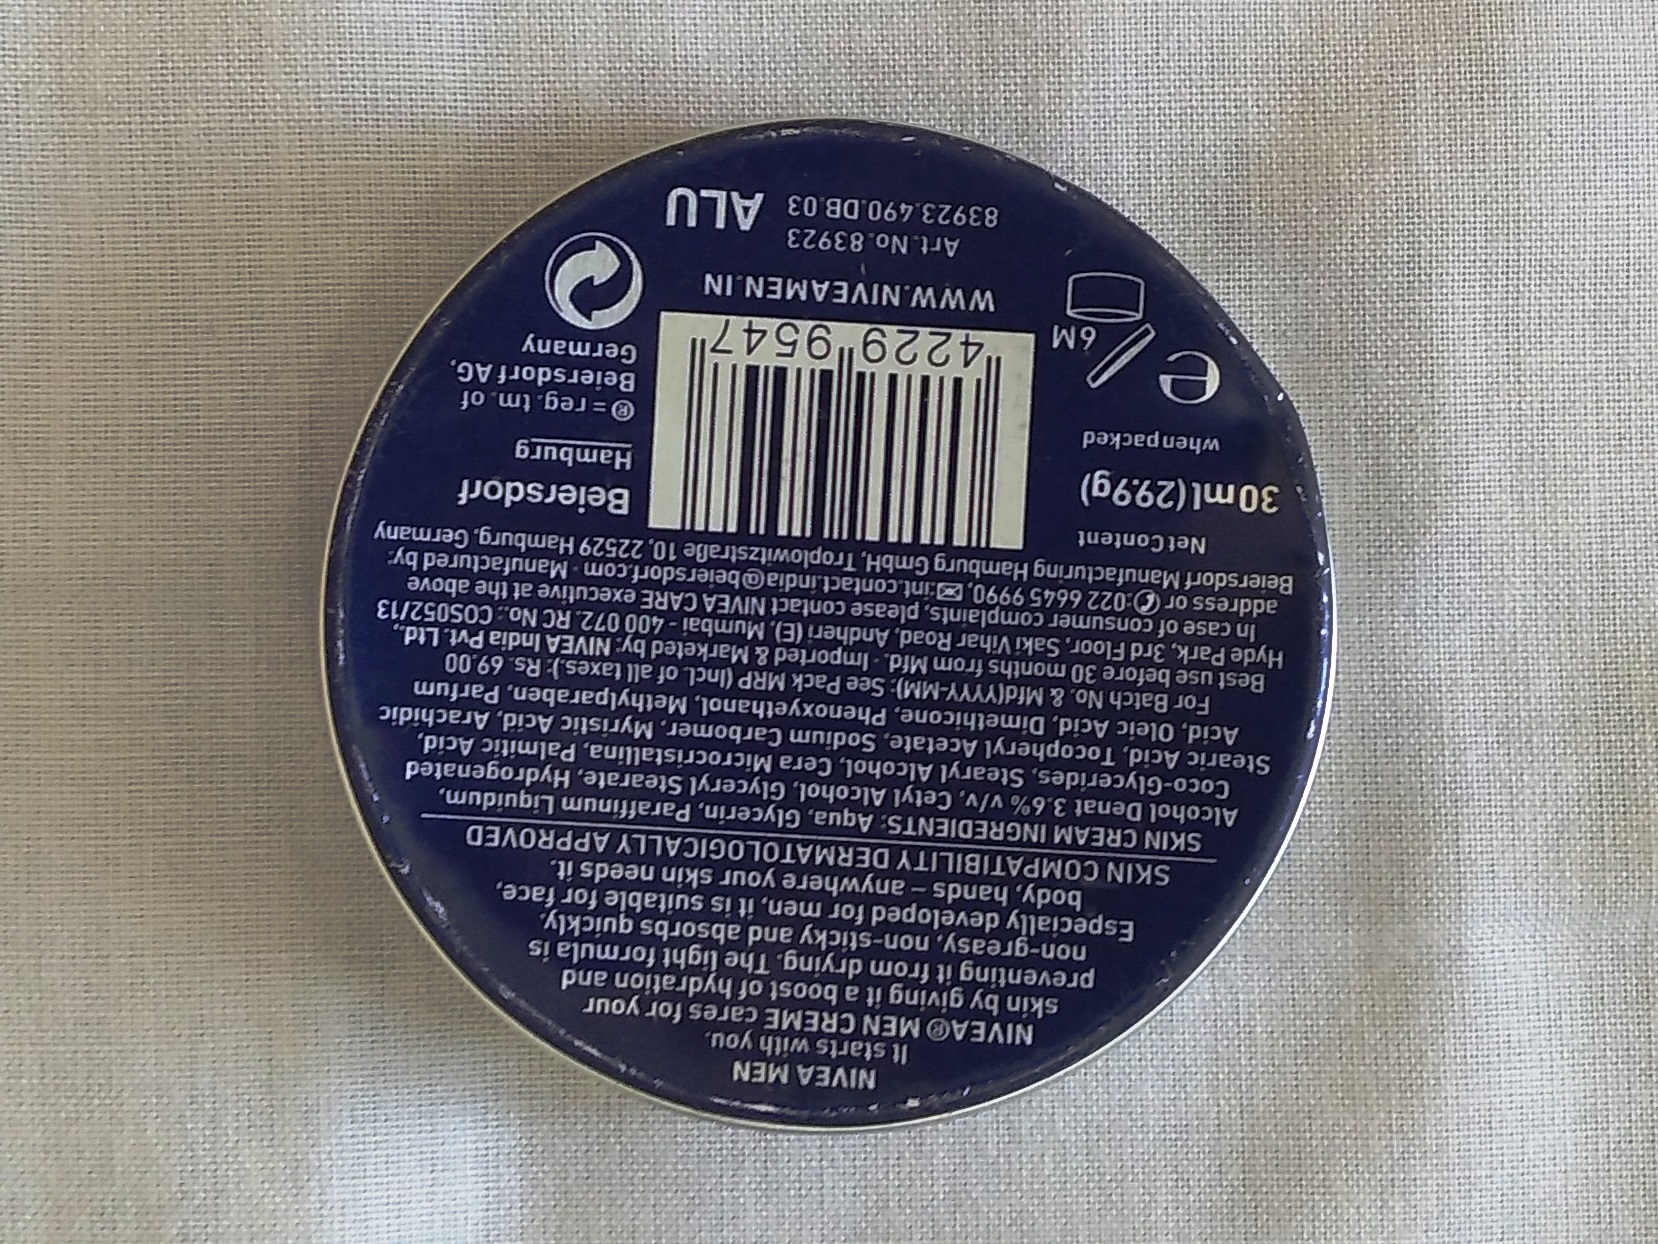 NIVEA MEN
It starts with you.
NIVEA® MEN CREME cares for your
skin by giving it a boost of hydration and
preventing it from drying. The light formula is
non-greasy, non-sticky and absorbs quickly.
Especially developed for men, it is suitable for face,
body, hands – anywhere your skin needs it.
SKIN COMPATIBILITY DERMATOLOGICALLY APPROVED
SKIN CREAM INGREDIENTS: Aqua, Glycerin, Paraffinum Liquidum,
Alcohol Denat 3.6% v/v, Cetyl Alcohol, Glyceryl Stearate, Hydrogenated
Coco-Glycerides, Stearyl Alcohol, Cera Microcristallina, Palmitic Acid,
Stearic Acid, Tocopheryl Acetate, Sodium Carbomer, Myristic Acid, Arachidic
Acid, Oleic Acid, Dimethicone, Phenoxyethanol, Methylparaben, Parfum
For Batch No. & Mfd(YYYY-MM): See Pack MRP (Incl. of all taxes.): Rs. 69.00
Best use before 30 months from Mfd. · Imported & Marketed by: NIVEA India Pvt. Ltd.,
Hyde Park, 3rd Floor, Saki Vihar Road, Andheri (E), Mumbai - 400 072. RC No.: COS052/13
In case of consumer complaints, please contact NIVEA CARE executive at the above
address or ✆:022 6645 9990, ✉:int.contact.india@beiersdorf.com · Manufactured by:
Beiersdorf Manufacturing Hamburg GmbH, Troplowitzstraße 10, 22529 Hamburg, Germany
Net Content
30ml(29.9g)
when packed
e
6M
4229 9547
Beiersdorf
Hamburg
® = reg. tm. of
Beiersdorf AG,
Germany
WWW.NIVEAMEN.IN
Art.No.83923
83923.490.DB.03
ALU